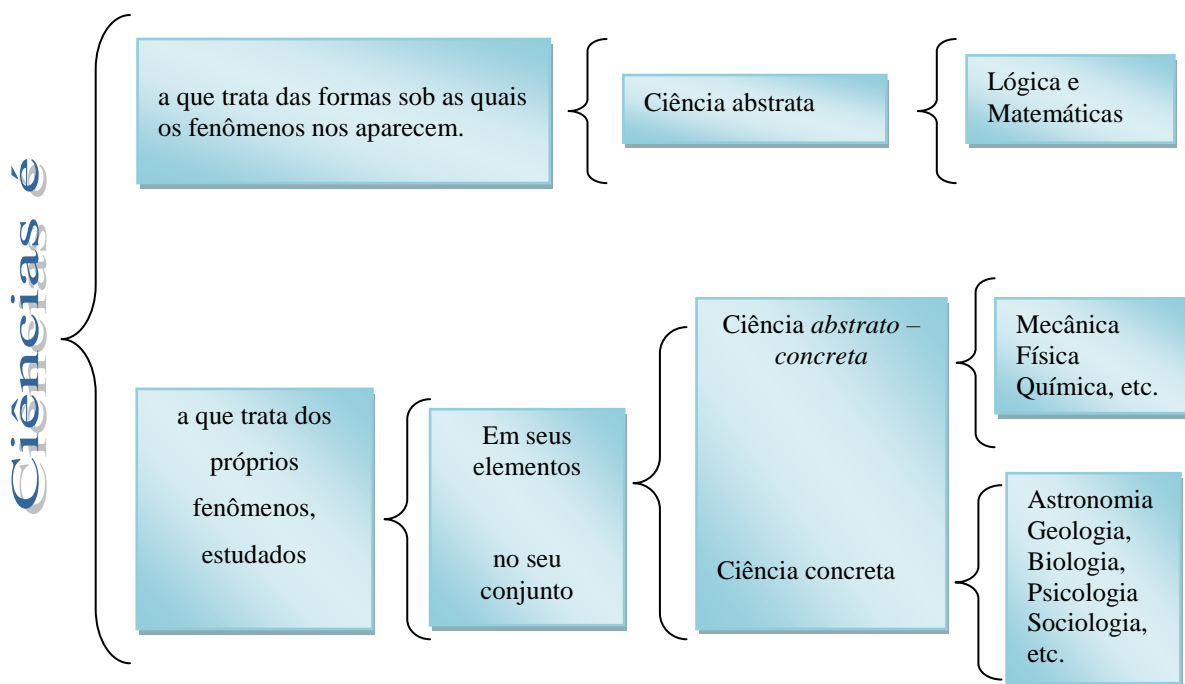 Ciências é
a que trata das formas sob as quais
os fenômenos nos aparecem.
Ciência abstrata
Lógica e
Matemáticas
a que trata dos
próprios
fenômenos,
estudados
Em seus
elementos
no seu
conjunto
Ciência abstrato –
concreta
Ciência concreta
Mecânica
Física
Química, etc.
Astronomia
Geologia,
Biologia,
Psicologia
Sociologia,
etc.